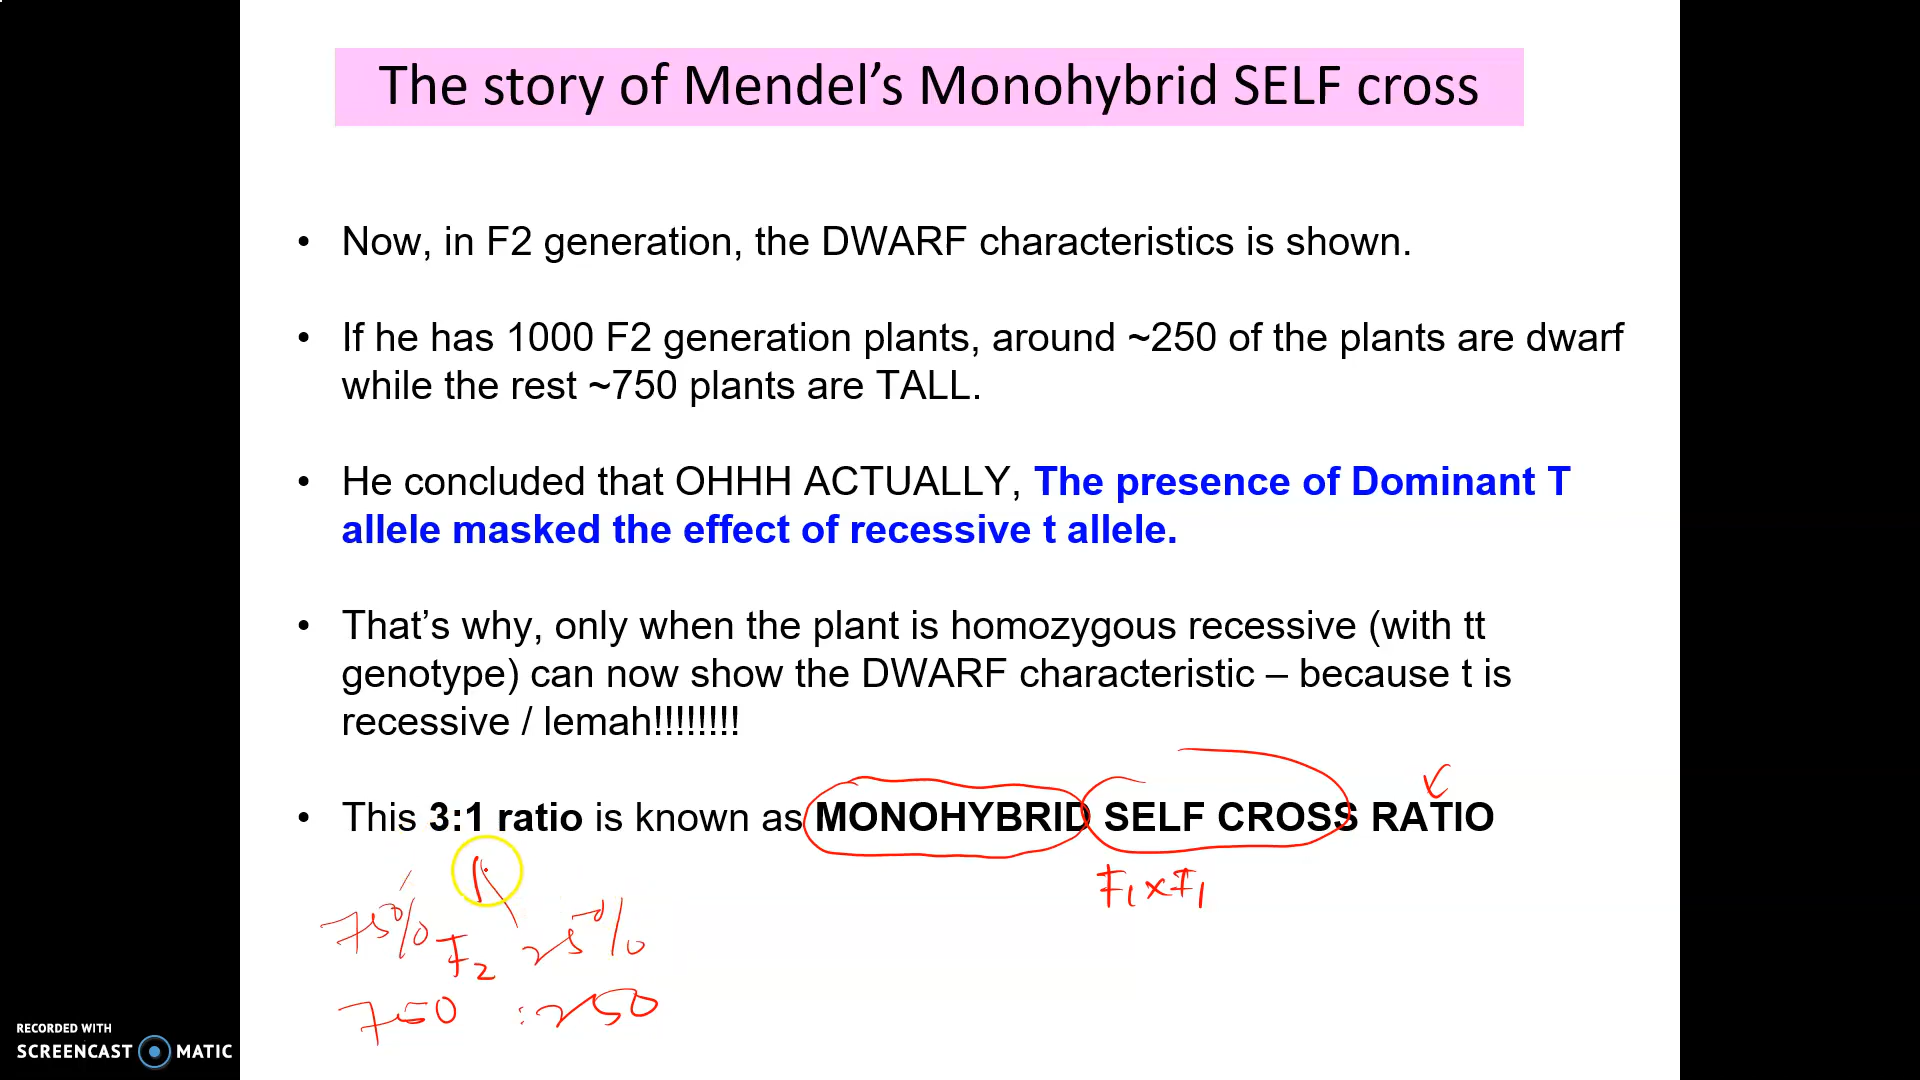 The story of Mendel’s Monohybrid SELF cross
• Now, in F2 generation, the DWARF characteristics is shown.
• If he has 1000 F2 generation plants, around ~250 of the plants are dwarf
while the rest ~750 plants are TALL.
• He concluded that OHHH ACTUALLY, The presence of Dominant T
allele masked the effect of recessive t allele.
• That’s why, only when the plant is homozygous recessive (with tt
genotype) can now show the DWARF characteristic – because t is
recessive / lemah!!!!!!!!
• This 3:1 ratio is known as MONOHYBRID SELF CROSS RATIO
F1 x F1
75% F2 25%
750 : 250
RECORDED WITH
SCREENCAST MATIC